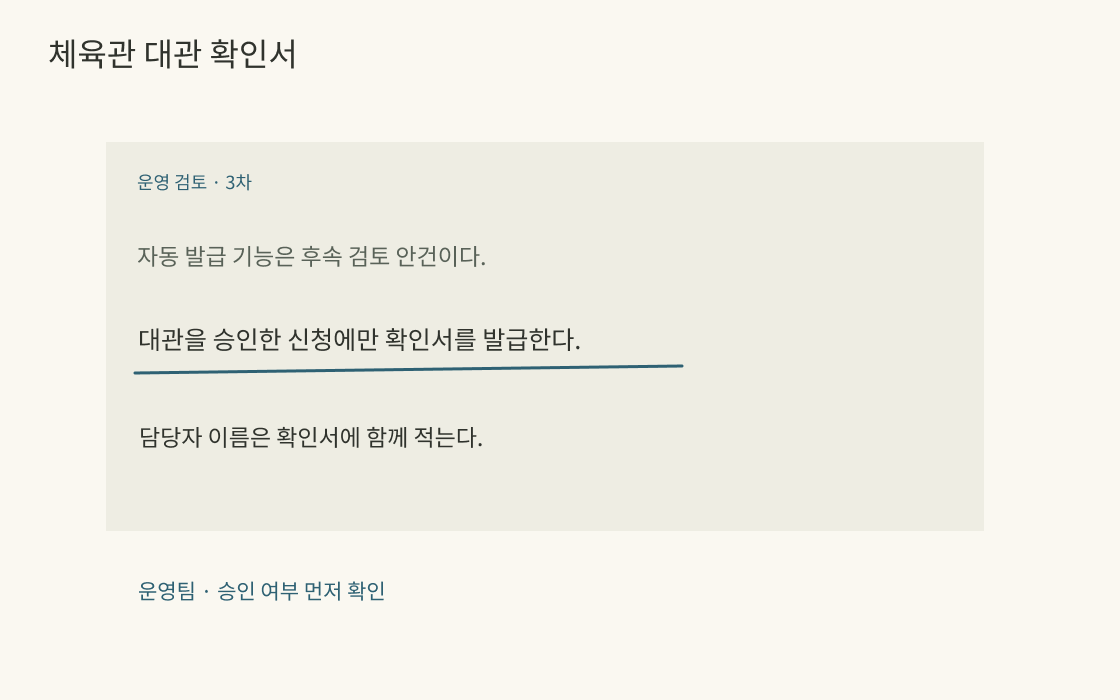 체육관 대관 확인서
운영 검토 · 3차
자동 발급 기능은 후속 검토 안건이다.
대관을 승인한 신청에만 확인서를 발급한다.
담당자 이름은 확인서에 함께 적는다.
운영팀 · 승인 여부 먼저 확인